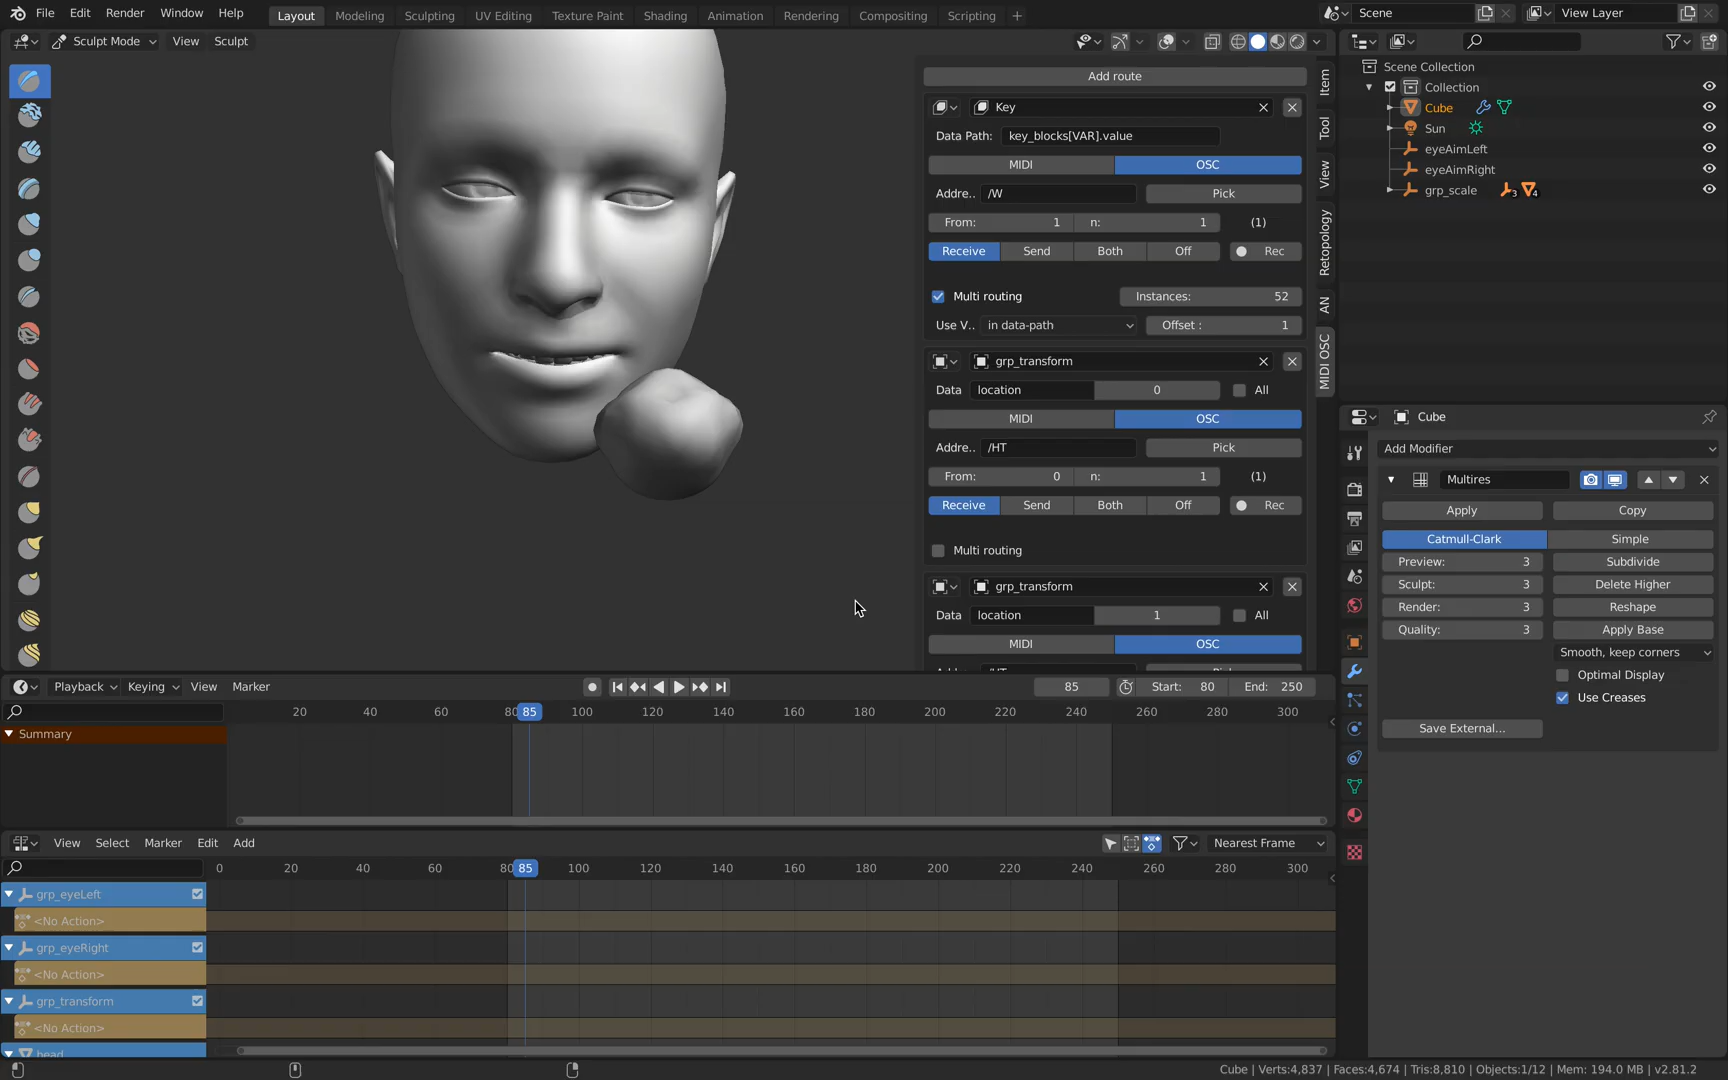 File Edit Render Window Help Layout Modeling Sculpting UV Editing Texture Paint Shading Animation Rendering Compositing Scripting + Scene View Layer
Sculpt Mode View Sculpt
Add route
Key
Data Path: key_blocks[VAR].value
MIDI OSC
Addre.. /W Pick
From: 1 n: 1 (1)
Receive Send Both Off Rec
Multi routing Instances: 52
Use V.. in data-path Offset : 1
grp_transform
Data location 0 All
MIDI OSC
Addre.. /HT Pick
From: 0 n: 1 (1)
Receive Send Both Off Rec
Multi routing
grp_transform
Data location 1 All
MIDI OSC
Item
Tool
View
Retopology
AN
MIDI OSC
Scene Collection
Collection
Cube
Sun
eyeAimLeft
eyeAimRight
grp_scale 3 4
Cube
Add Modifier
Multires
Apply Copy
Catmull-Clark Simple
Preview: 3 Subdivide
Sculpt: 3 Delete Higher
Render: 3 Reshape
Quality: 3 Apply Base
Smooth, keep corners
Optimal Display
Use Creases
Save External...
Playback Keying View Marker 85 Start: 80 End: 250
20 40 60 80 85 100 120 140 160 180 200 220 240 260 280 300
Summary
View Select Marker Edit Add Nearest Frame
0 20 40 60 80 85 100 120 140 160 180 200 220 240 260 280 300
grp_eyeLeft
<No Action>
grp_eyeRight
<No Action>
grp_transform
<No Action>
head
Cube | Verts:4,837 | Faces:4,674 | Tris:8,810 | Objects:1/12 | Mem: 194.0 MB | v2.81.2